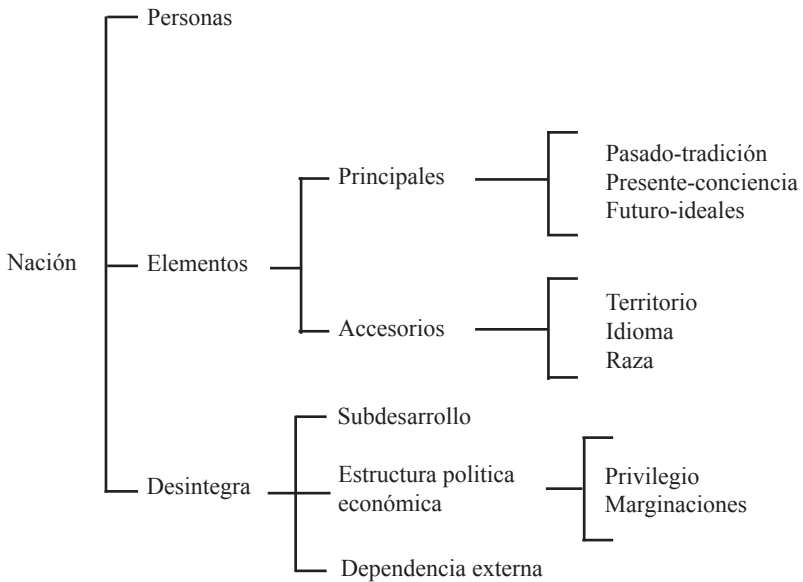 Personas
Pasado-tradición
Principales
Presente-conciencia
Futuro-ideales
Nación
Elementos
Territorio
Accesorios
Idioma
Raza
Subdesarrollo
Desintegra
Estructura politica
económica
Privilegio
Marginaciones
Dependencia externa